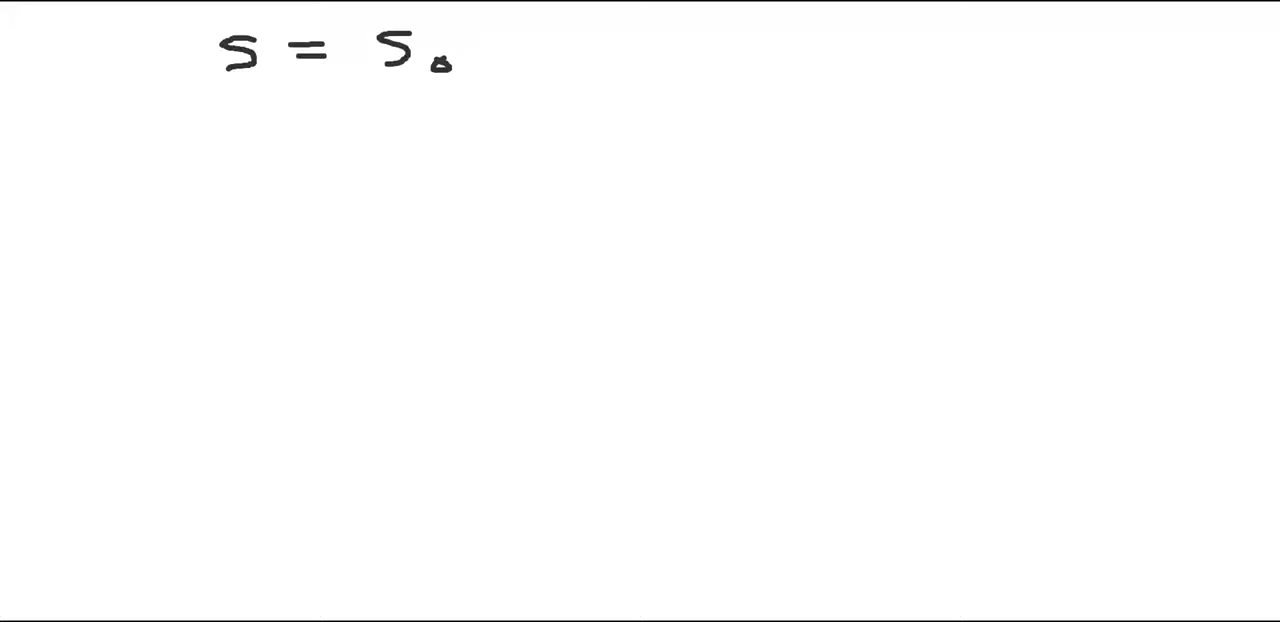 S = S₀